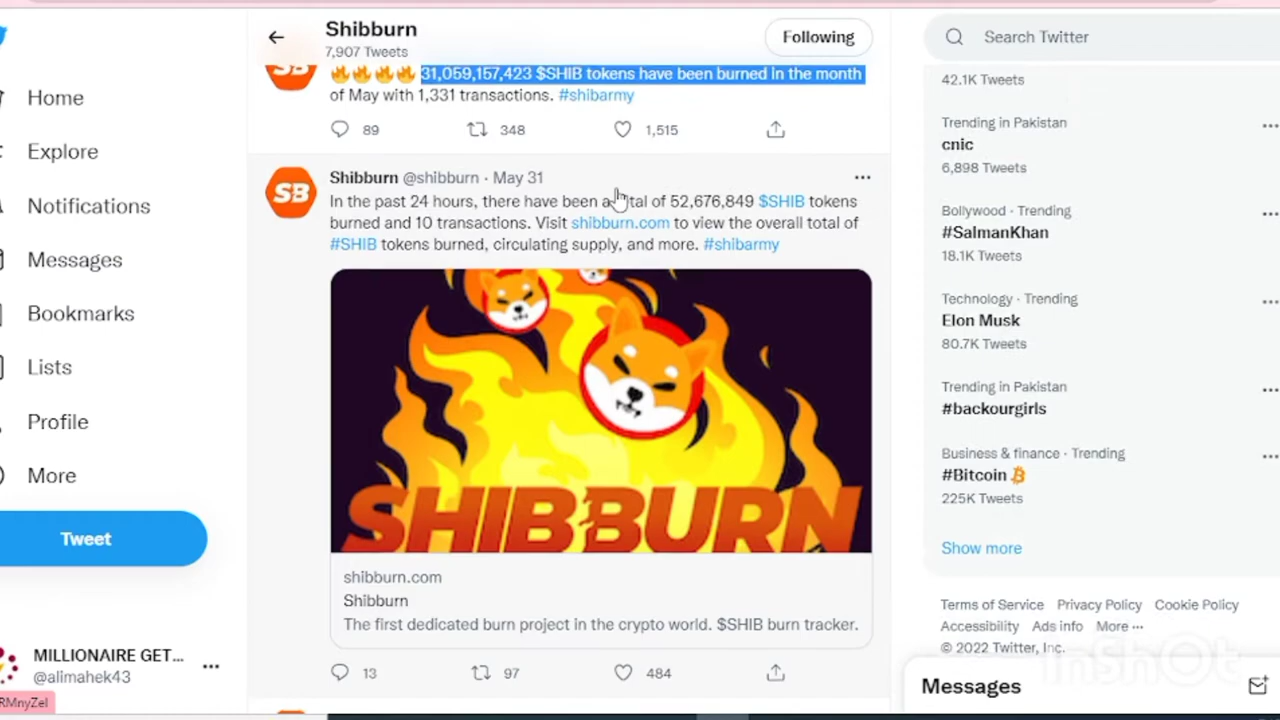 Shibburn
7,907 Tweets
Following
Search Twitter
Home
Explore
Notifications
Messages
Bookmarks
Lists
Profile
More
Tweet
MILLIONAIRE GET...
@alimahek43
RMnyZel
SB
🔥🔥🔥🔥 31,059,157,423 $SHIB tokens have been burned in the month
of May with 1,331 transactions. #shibarmy
89 348 1,515
SB
Shibburn @shibburn · May 31
In the past 24 hours, there have been a total of 52,676,849 $SHIB tokens
burned and 10 transactions. Visit shibburn.com to view the overall total of
#SHIB tokens burned, circulating supply, and more. #shibarmy
SHIBBURN
shibburn.com
Shibburn
The first dedicated burn project in the crypto world. $SHIB burn tracker.
13 97 484
42.1K Tweets
Trending in Pakistan
cnic
6,898 Tweets
Bollywood · Trending
#SalmanKhan
18.1K Tweets
Technology · Trending
Elon Musk
80.7K Tweets
Trending in Pakistan
#backourgirls
Business & finance · Trending
#Bitcoin
225K Tweets
Show more
Terms of Service Privacy Policy Cookie Policy
Accessibility Ads info More ···
© 2022 Twitter, Inc.
InShOt
Messages